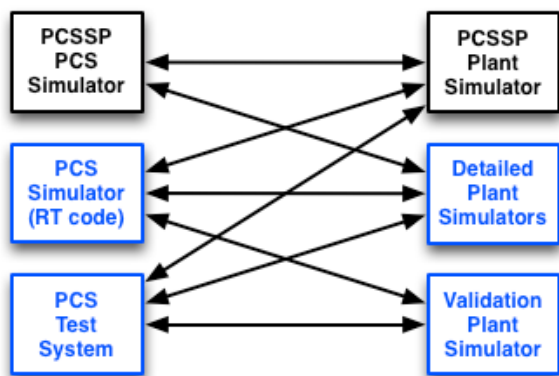 PCSSP
PCS
Simulator
PCSSP
Plant
Simulator
PCS
Simulator
(RT code)
Detailed
Plant
Simulators
PCS
Test
System
Validation
Plant
Simulator